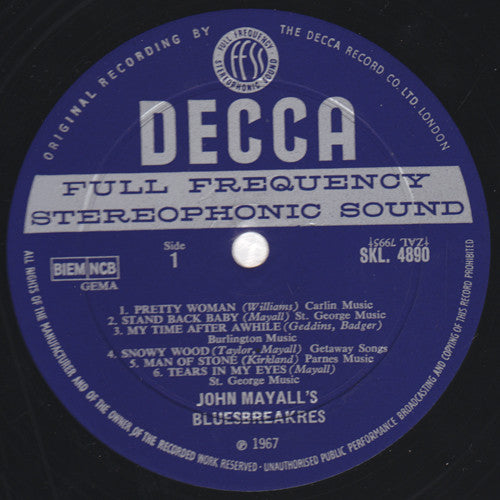 ORIGINAL RECORDING BY
THE DECCA RECORD CO. LTD. LONDON
FULL FREQUENCY
FFSS
STEREOPHONIC SOUND
DECCA
FULL FREQUENCY
STEREOPHONIC SOUND
Side
1
ZAL 7995
SKL. 4890
BIEM NCB
GEMA
1. PRETTY WOMAN (Williams) Carlin Music
2. STAND BACK BABY (Mayall) St. George Music
3. MY TIME AFTER AWHILE (Geddins, Badger)
Burlington Music
4. SNOWY WOOD (Taylor, Mayall) Getaway Songs
5. MAN OF STONE (Kirkland) Parnes Music
6. TEARS IN MY EYES (Mayall)
St. George Music
JOHN MAYALL'S
BLUESBREAKRES
℗ 1967
ALL RIGHTS OF THE MANUFACTURER AND OF THE OWNER OF THE RECORDED WORK RESERVED - UNAUTHORISED PUBLIC PERFORMANCE BROADCASTING AND COPYING OF THIS RECORD PROHIBITED